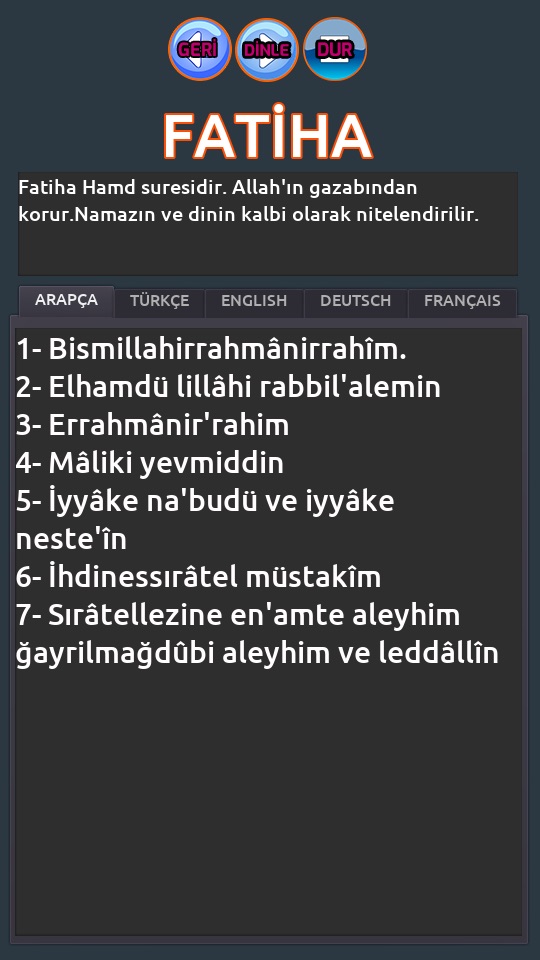 GERİ DİNLE DUR
FATİHA
Fatiha Hamd suresidir. Allah'ın gazabından
korur.Namazın ve dinin kalbi olarak nitelendirilir.
ARAPÇA TÜRKÇE ENGLISH DEUTSCH FRANÇAIS
1- Bismillahirrahmânirrahîm.
2- Elhamdü lillâhi rabbil'alemin
3- Errahmânir'rahim
4- Mâliki yevmiddin
5- İyyâke na'budü ve iyyâke
neste'în
6- İhdinessırâtel müstakîm
7- Sırâtellezine en'amte aleyhim
ğayrilmağdûbi aleyhim ve leddâllîn